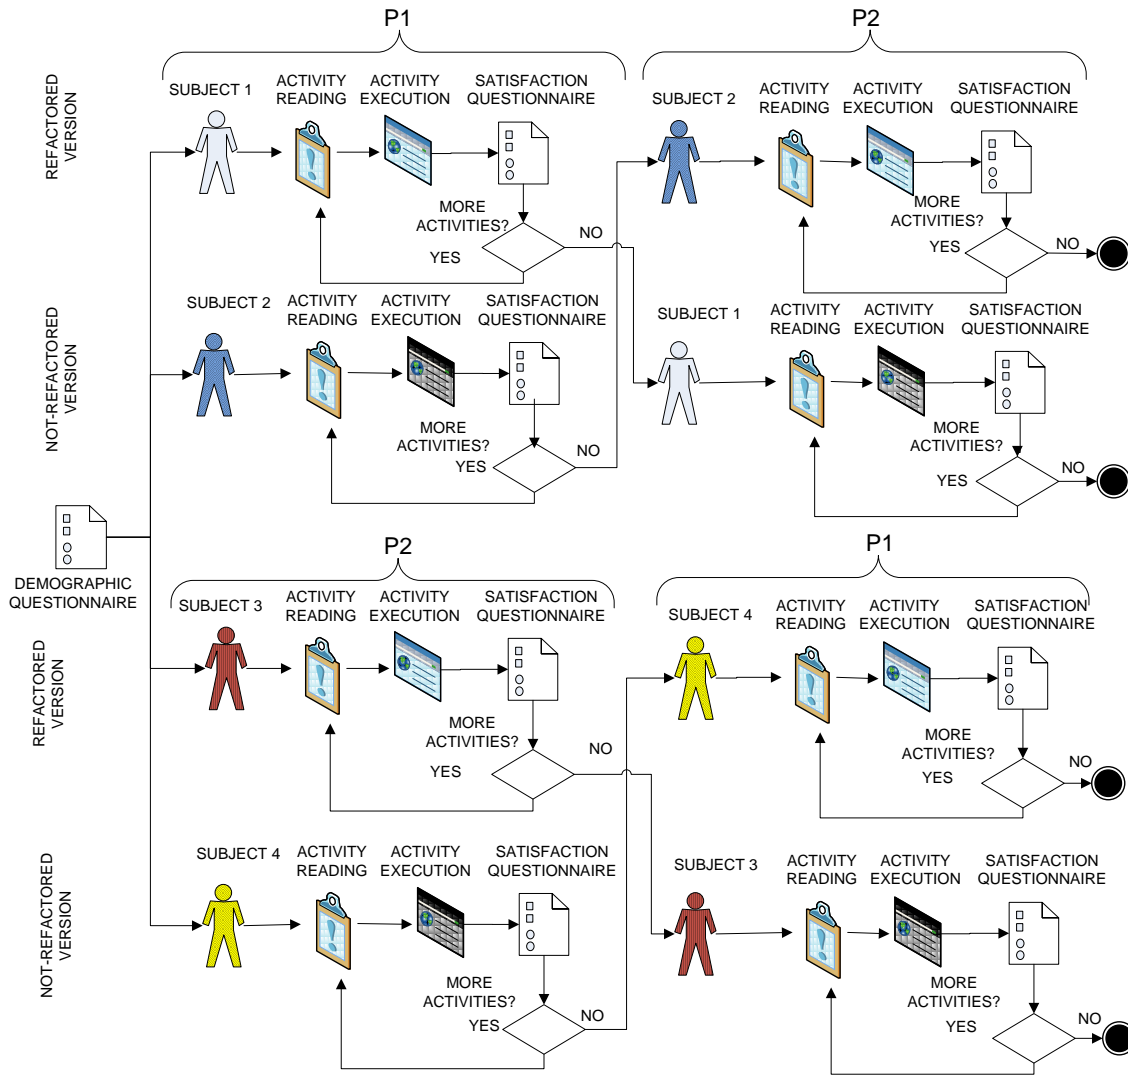 P1
P2
REFACTORED
VERSION
SUBJECT 1
ACTIVITY
READING
ACTIVITY
EXECUTION
SATISFACTION
QUESTIONNAIRE
MORE
ACTIVITIES?
YES
NO
SUBJECT 2
ACTIVITY
READING
ACTIVITY
EXECUTION
SATISFACTION
QUESTIONNAIRE
MORE
ACTIVITIES?
YES
NO
NOT-REFACTORED
VERSION
SUBJECT 2
ACTIVITY
READING
ACTIVITY
EXECUTION
SATISFACTION
QUESTIONNAIRE
MORE
ACTIVITIES?
YES
NO
SUBJECT 1
ACTIVITY
READING
ACTIVITY
EXECUTION
SATISFACTION
QUESTIONNAIRE
MORE
ACTIVITIES?
YES
NO
DEMOGRAPHIC
QUESTIONNAIRE
P2
P1
REFACTORED
VERSION
SUBJECT 3
ACTIVITY
READING
ACTIVITY
EXECUTION
SATISFACTION
QUESTIONNAIRE
MORE
ACTIVITIES?
YES
NO
SUBJECT 4
ACTIVITY
READING
ACTIVITY
EXECUTION
SATISFACTION
QUESTIONNAIRE
MORE
ACTIVITIES?
YES
NO
NOT-REFACTORED
VERSION
SUBJECT 4
ACTIVITY
READING
ACTIVITY
EXECUTION
SATISFACTION
QUESTIONNAIRE
MORE
ACTIVITIES?
YES
NO
SUBJECT 3
ACTIVITY
READING
ACTIVITY
EXECUTION
SATISFACTION
QUESTIONNAIRE
MORE
ACTIVITIES?
YES
NO